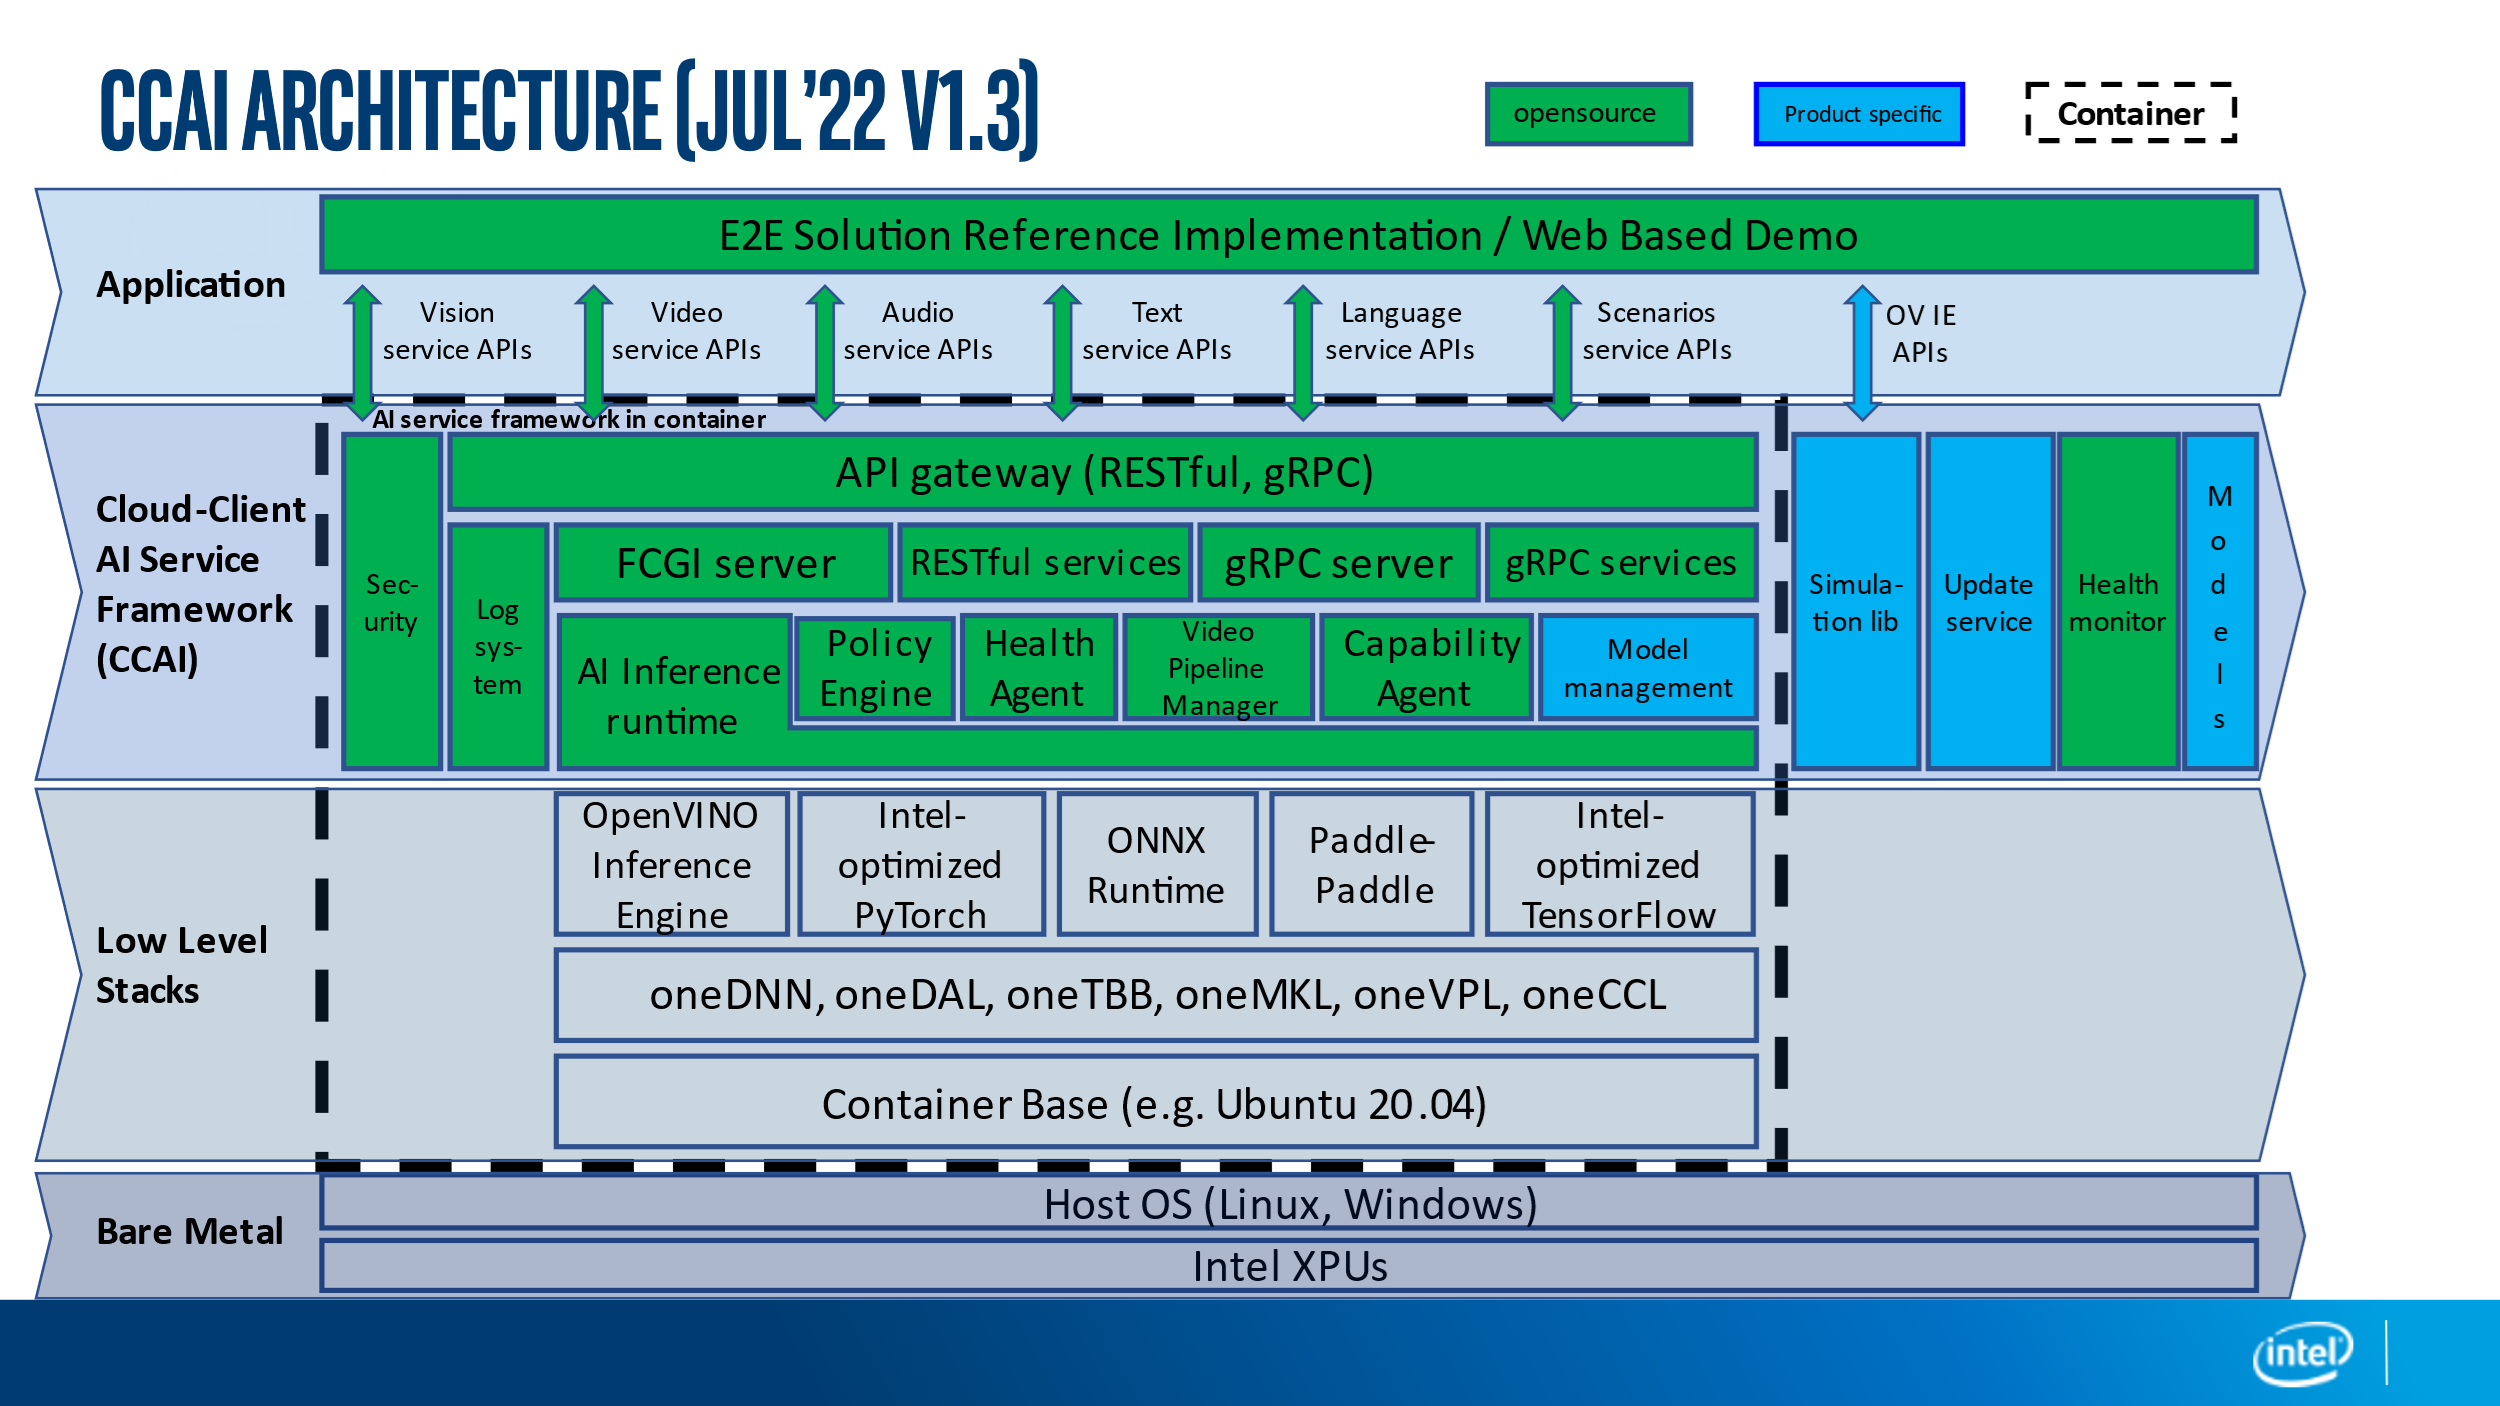 CCAI ARCHITECTURE (JUL’22 V1.3)
opensource
Product specific
Container
Application
E2E Solution Reference Implementation / Web Based Demo
Vision
service APIs
Video
service APIs
Audio
service APIs
Text
service APIs
Language
service APIs
Scenarios
service APIs
OV IE
APIs
AI service framework in container
Cloud-Client
AI Service
Framework
(CCAI)
Sec-
urity
API gateway (RESTful, gRPC)
Log
sys-
tem
FCGI server
RESTful services
gRPC server
gRPC services
AI Inference
runtime
Policy
Engine
Health
Agent
Video
Pipeline
Manager
Capability
Agent
Model
management
Simula-
tion lib
Update
service
Health
monitor
M
o
d
e
l
s
Low Level
Stacks
OpenVINO
Inference
Engine
Intel-
optimized
PyTorch
ONNX
Runtime
Paddle-
Paddle
Intel-
optimized
TensorFlow
oneDNN, oneDAL, oneTBB, oneMKL, oneVPL, oneCCL
Container Base (e.g. Ubuntu 20.04)
Bare Metal
Host OS (Linux, Windows)
Intel XPUs
intel